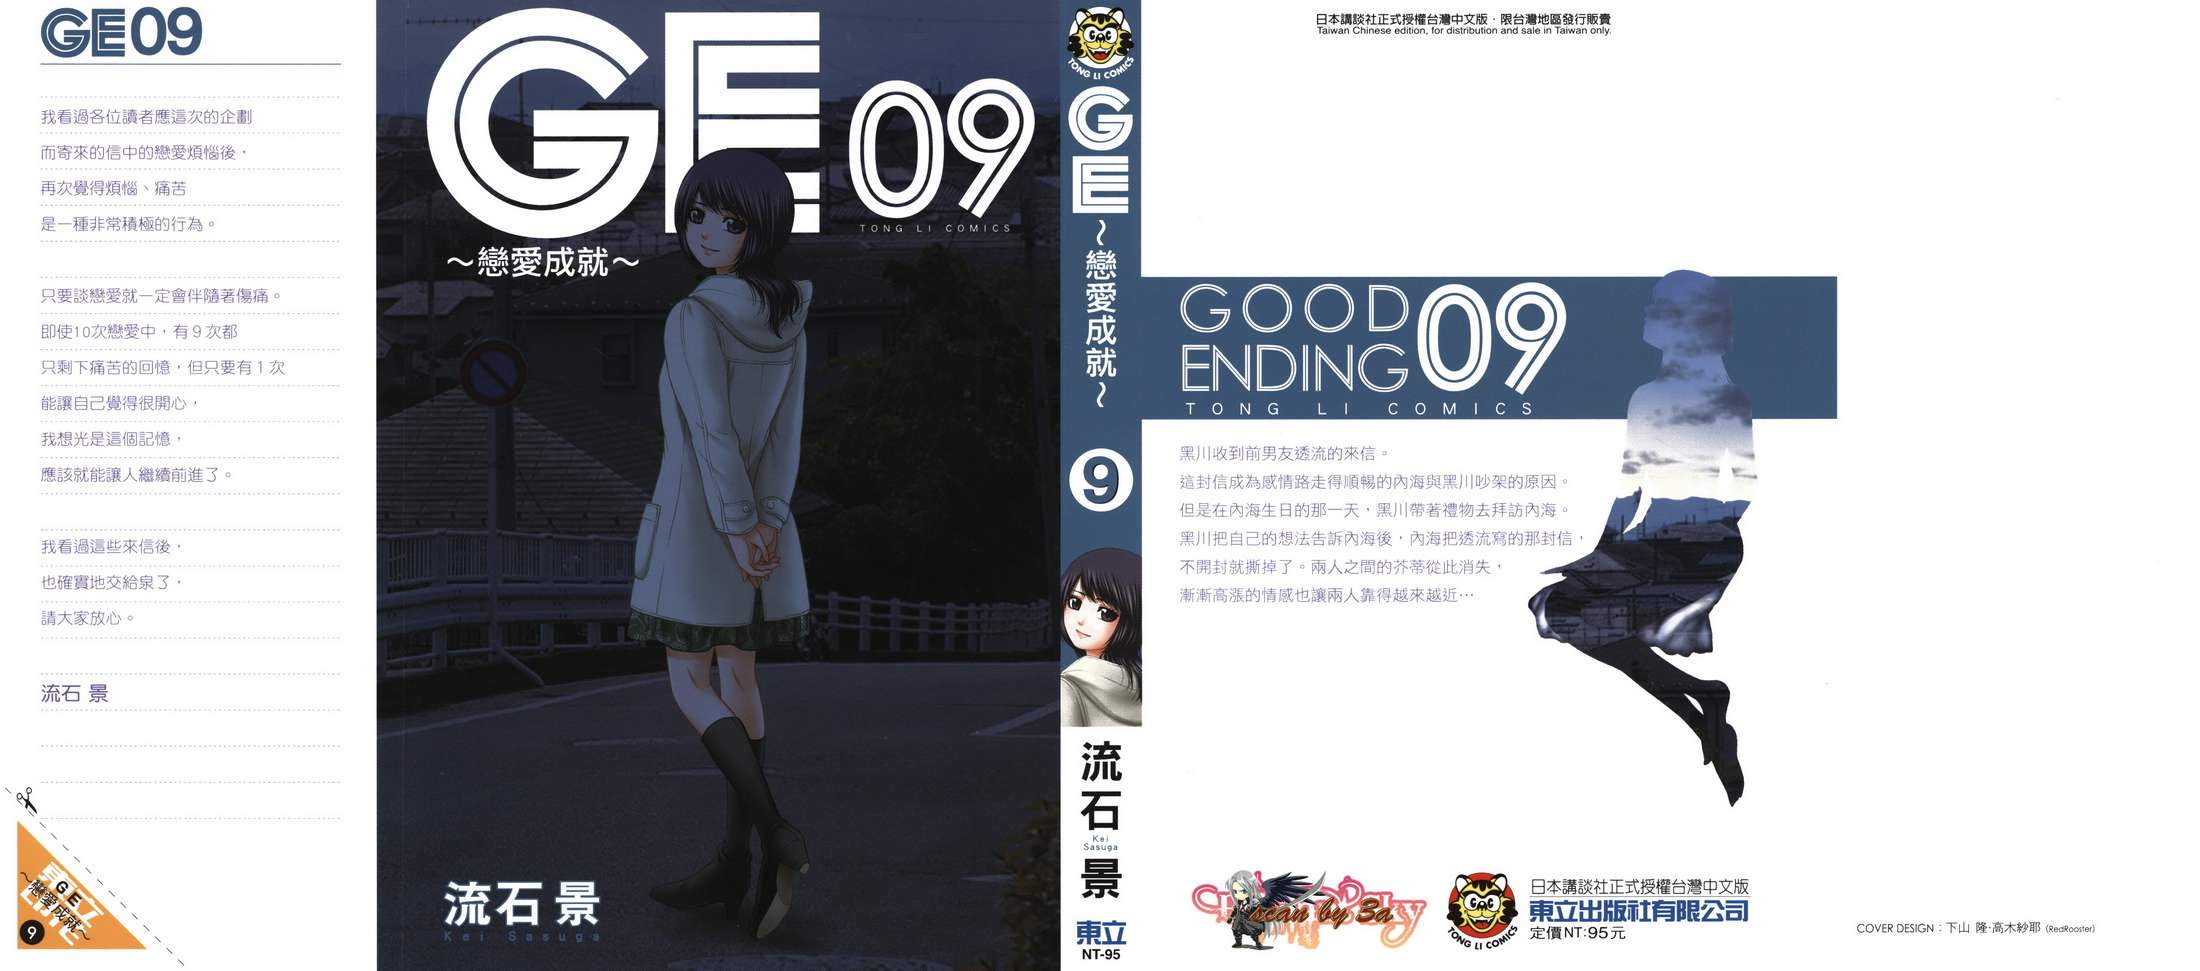 GE 09
我看過各位讀者應這次的企劃
而寄來的信中的戀愛煩惱後，
再次覺得煩惱、痛苦
是一種非常積極的行為。
只要談戀愛就一定會伴隨著傷痛。
即使10次戀愛中，有９次都
只剩下痛苦的回憶，但只要有１次
能讓自己覺得很開心，
我想光是這個記憶，
應該就能讓人繼續前進了。
我看過這些來信後，
也確實地交給泉了，
請大家放心。
流石 景
GE
～戀愛成就～
9
GE 09
TONG LI COMICS
～戀愛成就～
流石 景
Kei Sasuga
TONG LI COMICS
GE
～戀愛成就～
9
流石景
Kei
Sasuga
東立
NT-95
日本講談社正式授權台灣中文版．限台灣地區發行販賣
Taiwan Chinese edition, for distribution and sale in Taiwan only.
GOOD
ENDING 09
TONG LI COMICS
黑川收到前男友透流的來信。
這封信成為感情路走得順暢的內海與黑川吵架的原因。
但是在內海生日的那一天，黑川帶著禮物去拜訪內海。
黑川把自己的想法告訴內海後，內海把透流寫的那封信，
不開封就撕掉了。兩人之間的芥蒂從此消失，
漸漸高漲的情感也讓兩人靠得越來越近…
scan by 3a
TONG LI COMICS
日本講談社正式授權台灣中文版
東立出版社有限公司
定價NT:95元
COVER DESIGN：下山 隆·高木紗耶 (RedRooster)